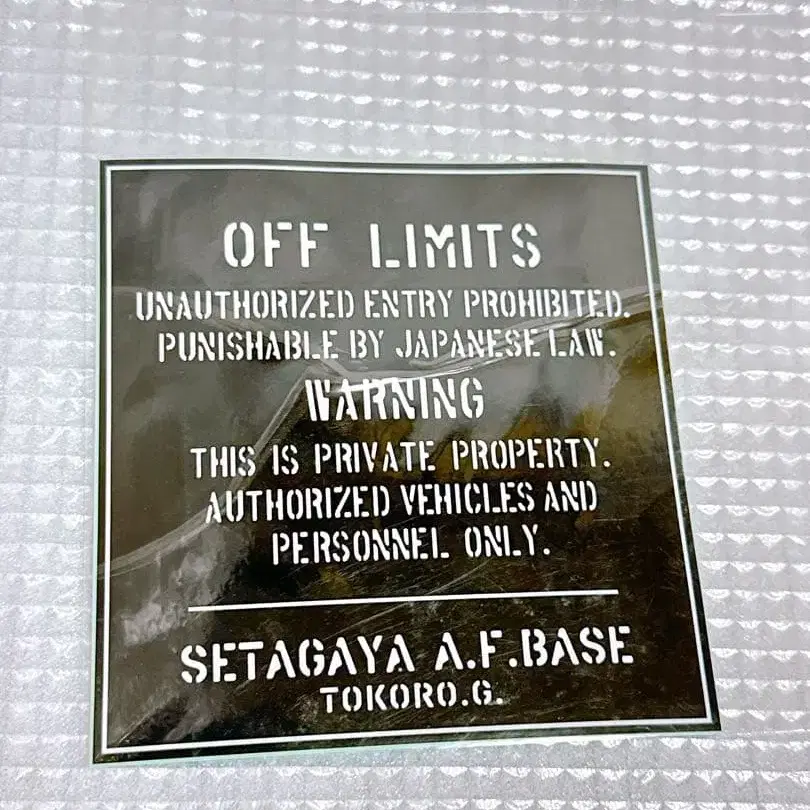 OFF LIMITS
UNAUTHORIZED ENTRY PROHIBITED.
PUNISHABLE BY JAPANESE LAW.
WARNING
THIS IS PRIVATE PROPERTY.
AUTHORIZED VEHICLES AND
PERSONNEL ONLY.
SETAGAYA A.F.BASE
TOKORO.G.